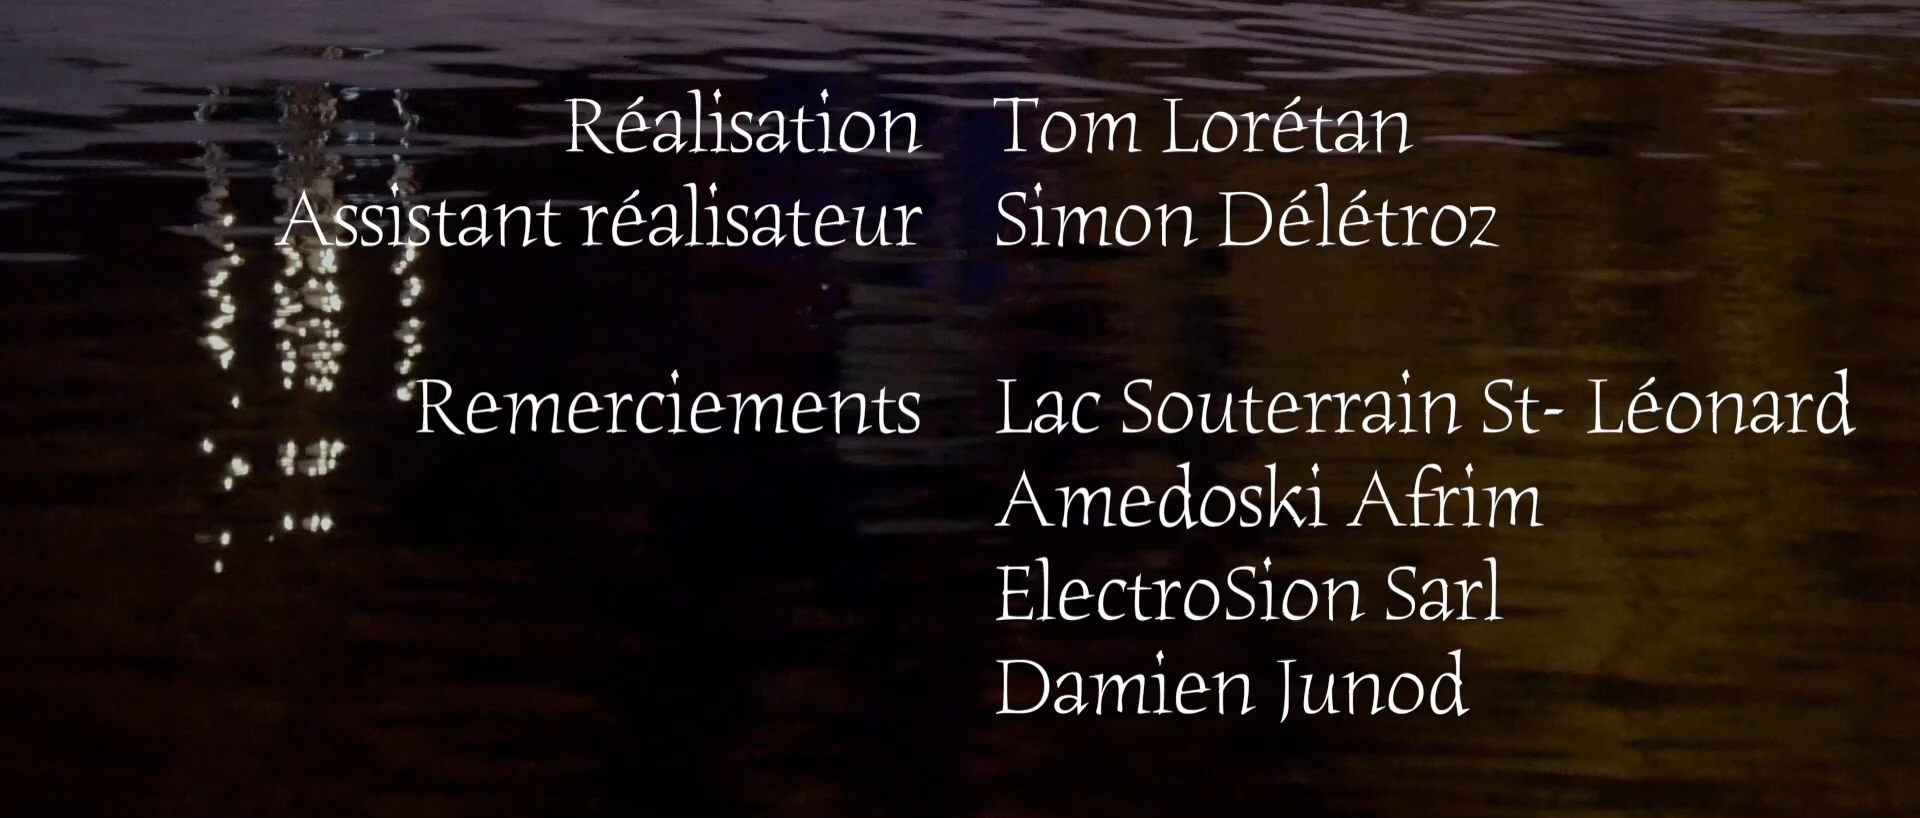 Réalisation Tom Lorétan
Assistant réalisateur Simon Délétroz
Remerciements Lac Souterrain St- Léonard
Amedoski Afrim
ElectroSion Sarl
Damien Junod